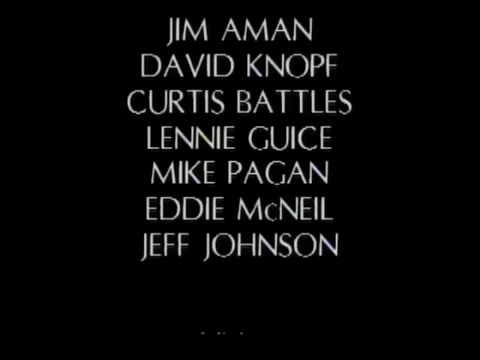 JIM AMAN
DAVID KNOPF
CURTIS BATTLES
LENNIE GUICE
MIKE PAGAN
EDDIE McNEIL
JEFF JOHNSON